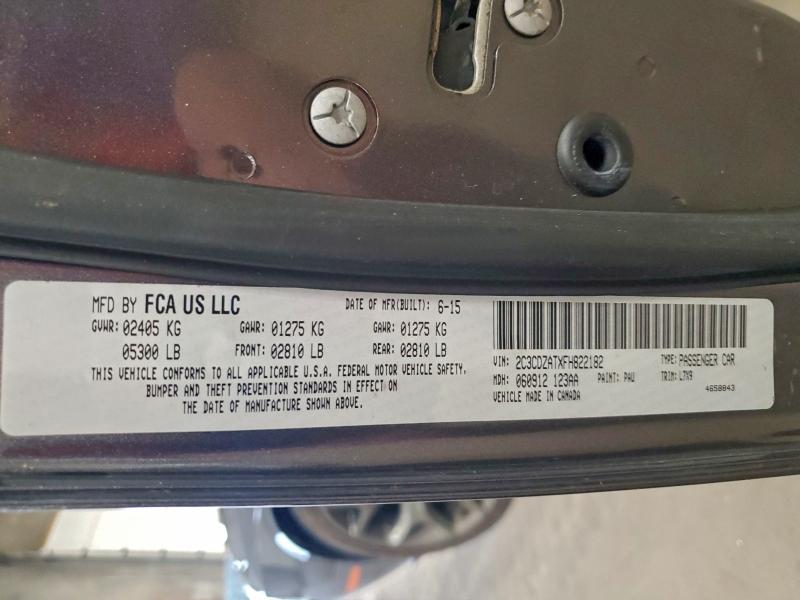 MFD BY FCA US LLC DATE OF MFR(BUILT): 6-15
GVWR: 02405 KG GAWR: 01275 KG GAWR: 01275 KG
05300 LB FRONT: 02810 LB REAR: 02810 LB
THIS VEHICLE CONFORMS TO ALL APPLICABLE U.S.A. FEDERAL MOTOR VEHICLE SAFETY,
BUMPER AND THEFT PREVENTION STANDARDS IN EFFECT ON
THE DATE OF MANUFACTURE SHOWN ABOVE.
VIN: 2C3CDZATXFH822182 TYPE: PASSENGER CAR
MDH: 060912 123AA PAINT: PAU TRIM: L7X9
VEHICLE MADE IN CANADA 4658843